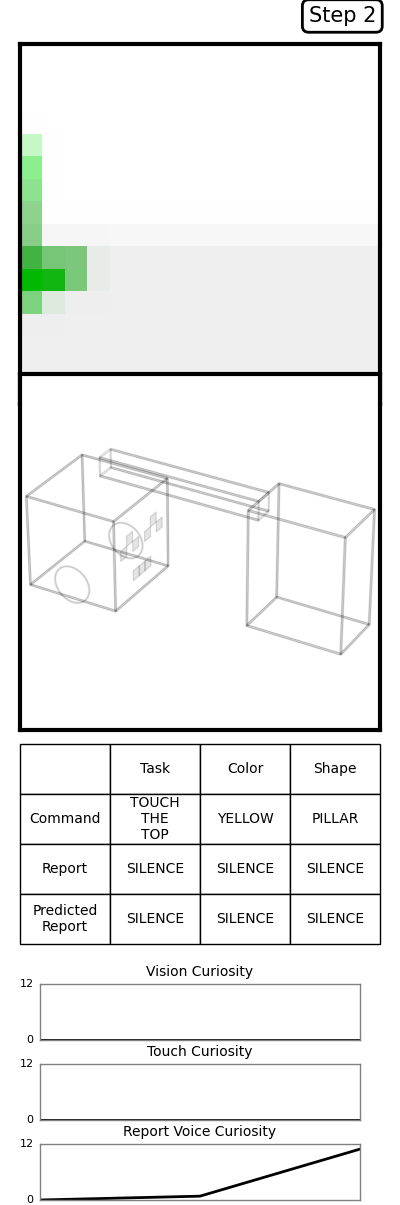 Step 2
Task Color Shape
Command TOUCH THE TOP YELLOW PILLAR
Report SILENCE SILENCE SILENCE
Predicted Report SILENCE SILENCE SILENCE
Vision Curiosity
12
0
Touch Curiosity
12
0
Report Voice Curiosity
12
0